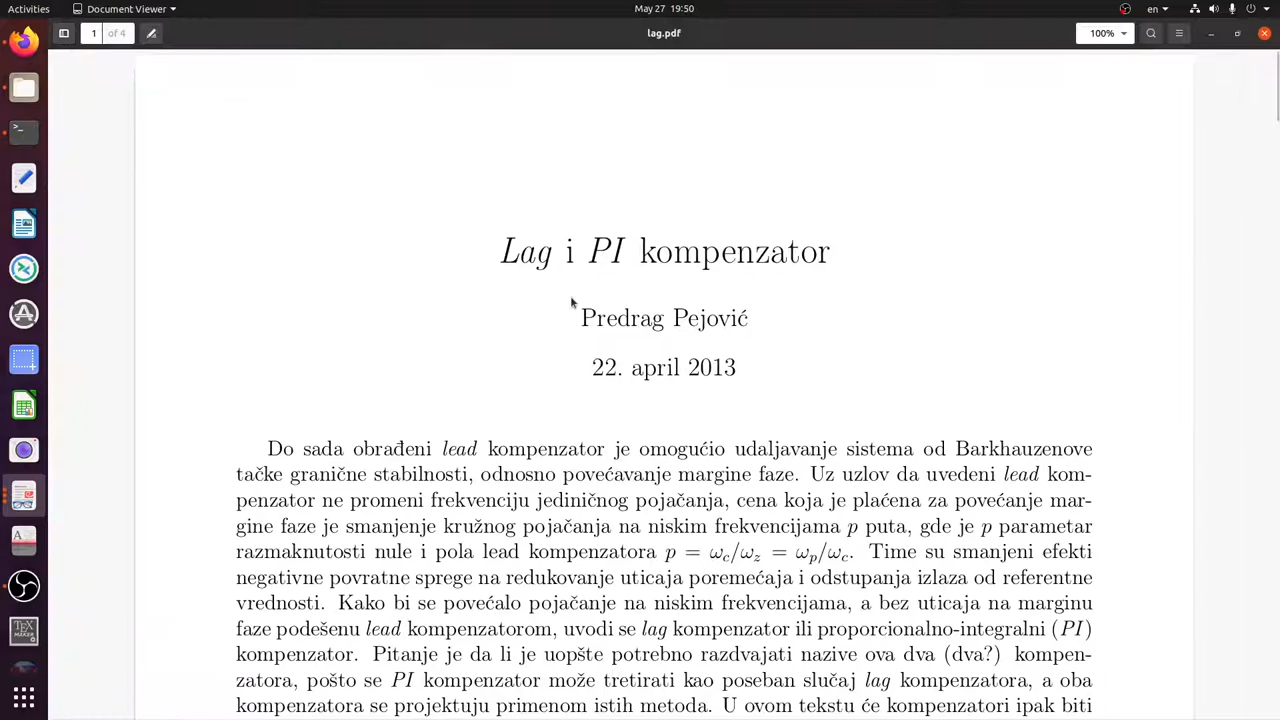 Activities
Document Viewer
May 27 19:50
en
1 of 4
lag.pdf
100%
Lag i PI kompenzator
Predrag Pejović
22. april 2013
Do sada obrađeni lead kompenzator je omogućio udaljavanje sistema od Barkhauzenove
tačke granične stabilnosti, odnosno povećavanje margine faze. Uz uzlov da uvedeni lead kom-
penzator ne promeni frekvenciju jediničnog pojačanja, cena koja je plaćena za povećanje mar-
gine faze je smanjenje kružnog pojačanja na niskim frekvencijama p puta, gde je p parametar
razmaknutosti nule i pola lead kompenzatora p = ωc/ωz = ωp/ωc. Time su smanjeni efekti
negativne povratne sprege na redukovanje uticaja poremećaja i odstupanja izlaza od referentne
vrednosti. Kako bi se povećalo pojačanje na niskim frekvencijama, a bez uticaja na marginu
faze podešenu lead kompenzatorom, uvodi se lag kompenzator ili proporcionalno-integralni (PI)
kompenzator. Pitanje je da li je uopšte potrebno razdvajati nazive ova dva (dva?) kompen-
zatora, pošto se PI kompenzator može tretirati kao poseban slučaj lag kompenzatora, a oba
kompenzatora se projektuju primenom istih metoda. U ovom tekstu će kompenzatori ipak biti